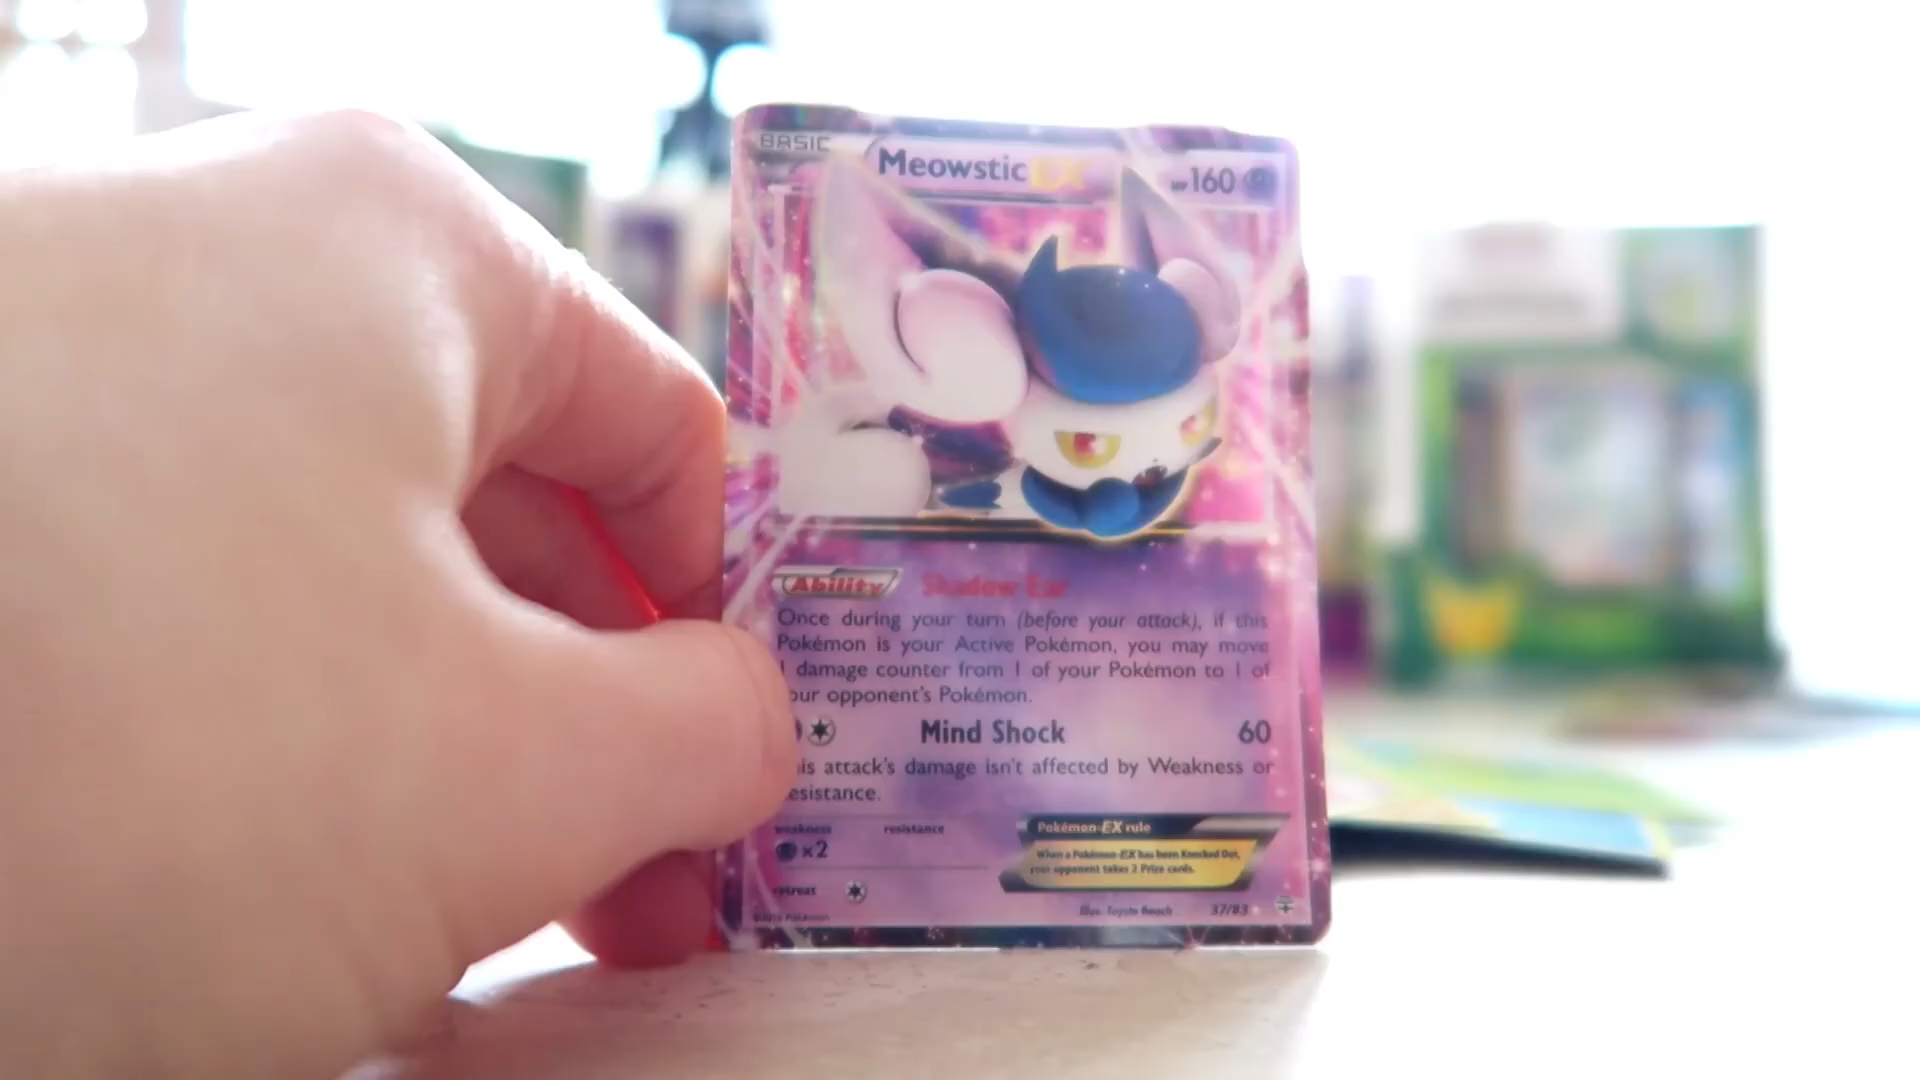 BASIC Meowstic EX HP160
Ability Shadow Ear
Once during your turn (before your attack), if this
Pokémon is your Active Pokémon, you may move
1 damage counter from 1 of your Pokémon to 1 of
our opponent's Pokémon.
Mind Shock 60
is attack's damage isn't affected by Weakness or
esistance.
weakness resistance
x2
retreat
Pokémon-EX rule
When a Pokémon-EX has been Knocked Out,
your opponent takes 2 Prize cards.
Illus. Toyste Beach 37/83